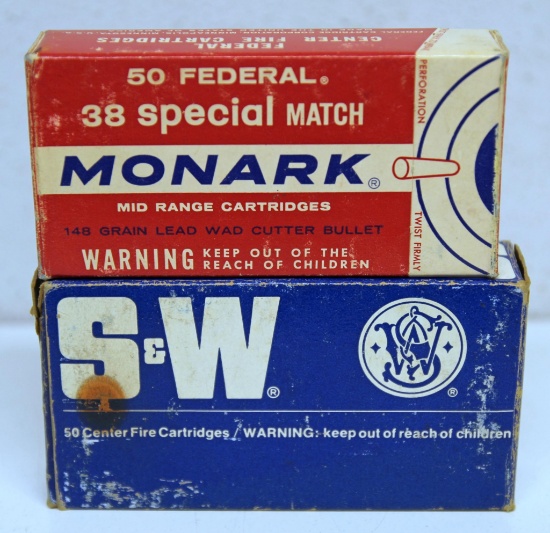 FEDERAL
CENTER FIRE CARTRIDGES
50 FEDERAL®
38 special MATCH
MONARK®
MID RANGE CARTRIDGES
148 GRAIN LEAD WAD CUTTER BULLET
WARNING KEEP OUT OF THE
REACH OF CHILDREN
PERFORATION
TWIST FIRMLY
S&W®
SW
®
50 Center Fire Cartridges / WARNING: keep out of reach of children